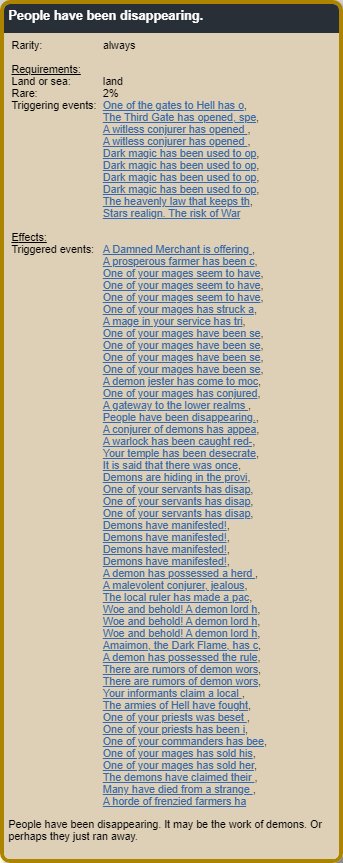 People have been disappearing.
Rarity: always
Requirements:
Land or sea: land
Rare: 2%
Triggering events: One of the gates to Hell has o,
The Third Gate has opened, spe,
A witless conjurer has opened ,
A witless conjurer has opened ,
Dark magic has been used to op,
Dark magic has been used to op,
Dark magic has been used to op,
Dark magic has been used to op,
The heavenly law that keeps th,
Stars realign. The risk of War
Effects:
Triggered events: A Damned Merchant is offering ,
A prosperous farmer has been c,
One of your mages seem to have,
One of your mages seem to have,
One of your mages seem to have,
One of your mages has struck a,
A mage in your service has tri,
One of your mages have been se,
One of your mages have been se,
One of your mages have been se,
One of your mages have been se,
A demon jester has come to moc,
One of your mages has conjured,
A gateway to the lower realms ,
People have been disappearing.,
A conjurer of demons has appea,
A warlock has been caught red-,
Your temple has been desecrate,
It is said that there was once,
Demons are hiding in the provi,
One of your servants has disap,
One of your servants has disap,
One of your servants has disap,
Demons have manifested!,
Demons have manifested!,
Demons have manifested!,
Demons have manifested!,
A demon has possessed a herd ,
A malevolent conjurer, jealous,
The local ruler has made a pac,
Woe and behold! A demon lord h,
Woe and behold! A demon lord h,
Woe and behold! A demon lord h,
Amaimon, the Dark Flame, has c,
A demon has possessed the rule,
There are rumors of demon wors,
There are rumors of demon wors,
Your informants claim a local ,
The armies of Hell have fought,
One of your priests was beset ,
One of your priests has been i,
One of your commanders has bee,
One of your mages has sold his,
One of your mages has sold her,
The demons have claimed their ,
Many have died from a strange ,
A horde of frenzied farmers ha
People have been disappearing. It may be the work of demons. Or
perhaps they just ran away.